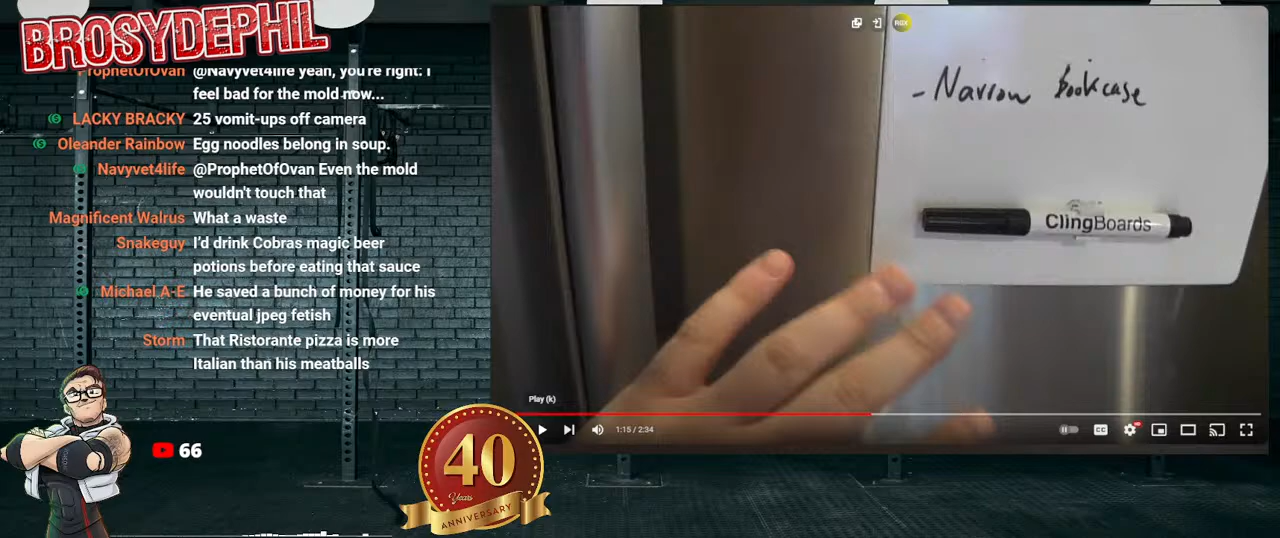 BROSYDEPHIL
ProphetOfOvan @Navyvet4life yeah, you're right. I
feel bad for the mold now...
LACKY BRACKY 25 vomit-ups off camera
Oleander Rainbow Egg noodles belong in soup.
Navyvet4life @ProphetOfOvan Even the mold
wouldn't touch that
Magnificent Walrus What a waste
Snakeguy I'd drink Cobras magic beer
potions before eating that sauce
Michael A-E He saved a bunch of money for his
eventual jpeg fetish
Storm That Ristorante pizza is more
Italian than his meatballs
66
40
Years
ANNIVERSARY
- Narrow Bookcase
ClingBoards
Play (k)
1:15 / 2:34
CC